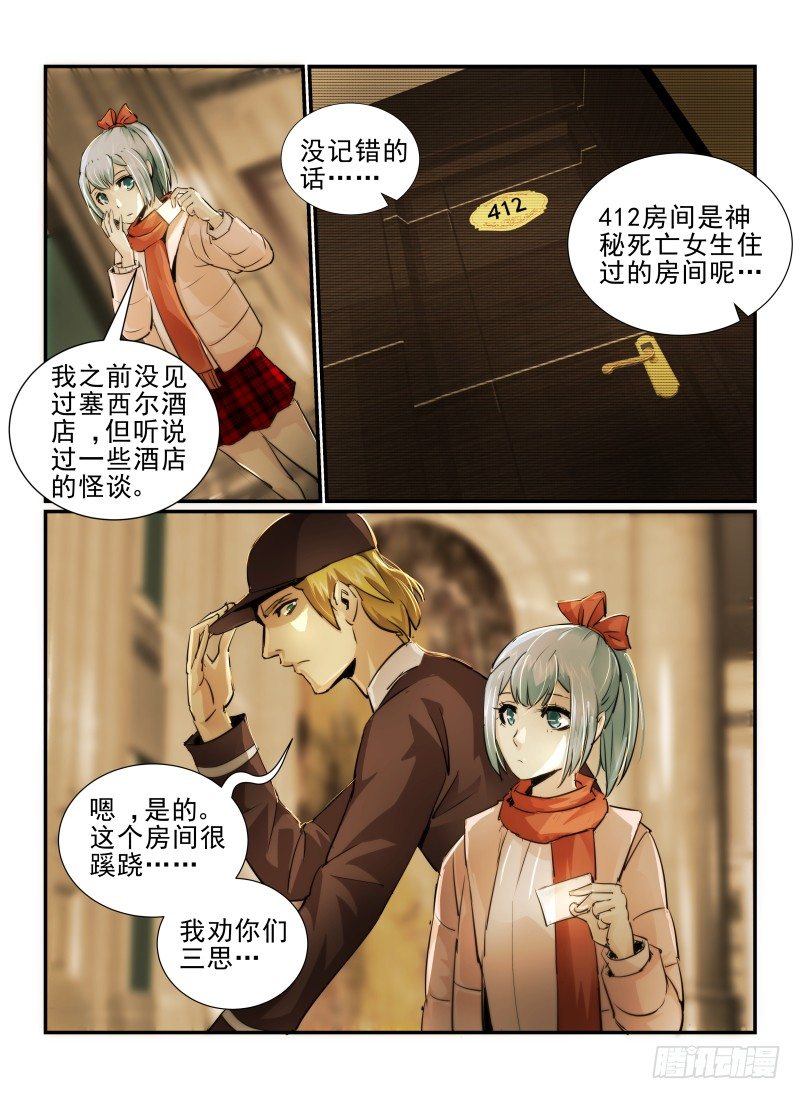 我之前没见
过塞西尔酒
店，但听说
过一些酒店
的怪谈。
没记错的
话……
412
412房间是神
秘死亡女生住
过的房间呢…
嗯，是的。
这个房间很
蹊跷……
我劝你们
三思…
腾讯动漫